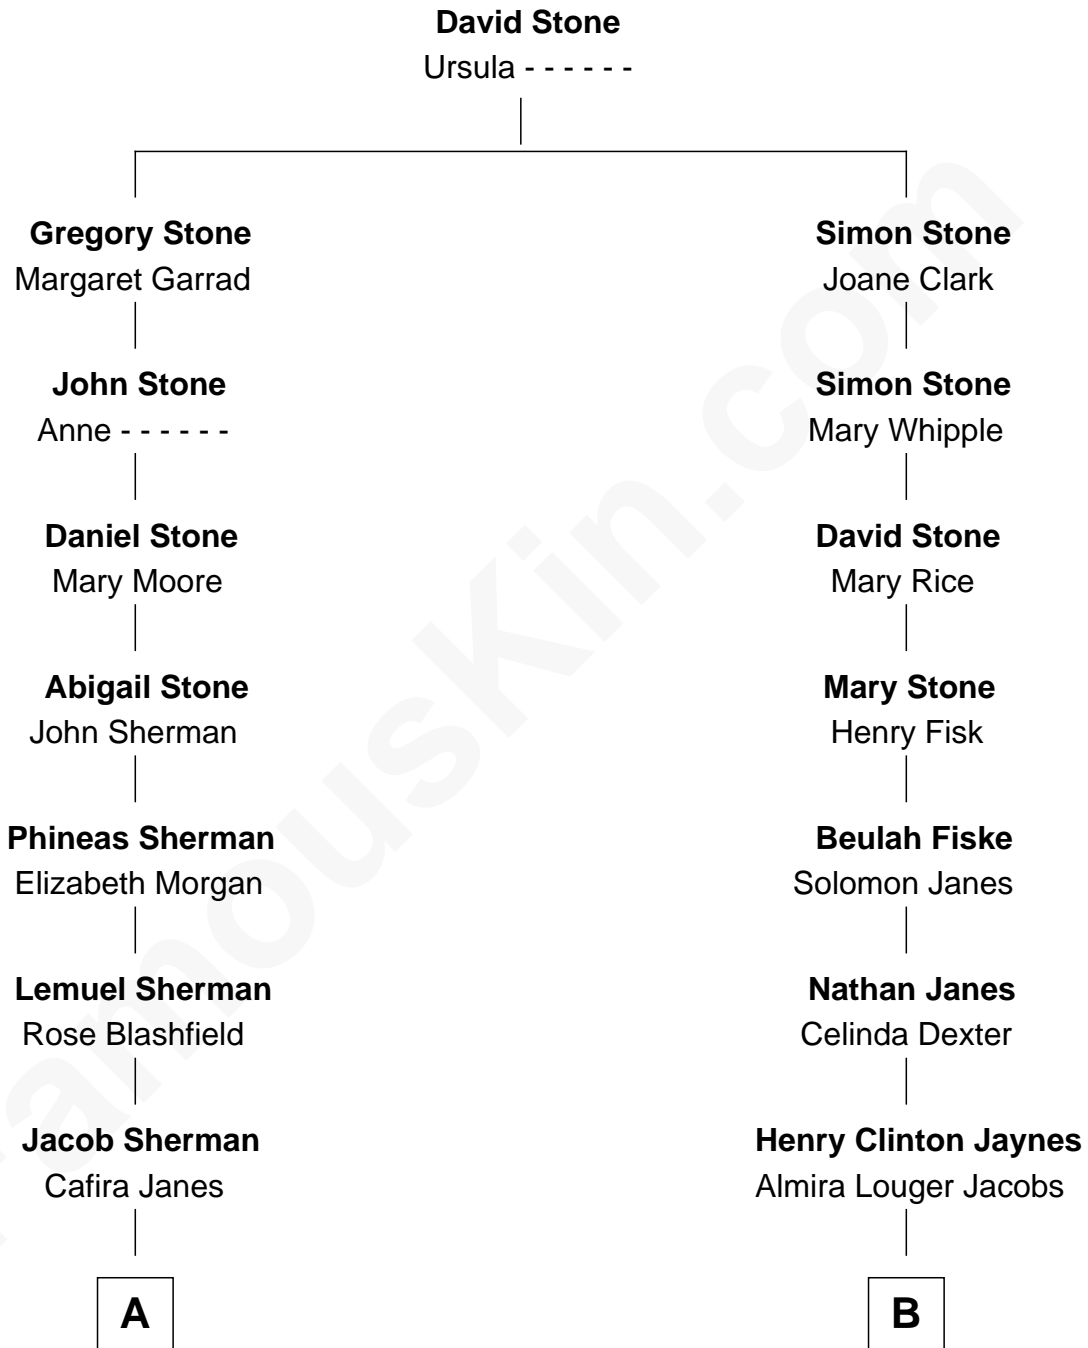 David Stone
Ursula - - - - - -
Gregory Stone
Margaret Garrad
Simon Stone
Joane Clark
John Stone
Anne - - - - - -
Simon Stone
Mary Whipple
Daniel Stone
Mary Moore
David Stone
Mary Rice
Abigail Stone
John Sherman
Mary Stone
Henry Fisk
Phineas Sherman
Elizabeth Morgan
Beulah Fiske
Solomon Janes
Lemuel Sherman
Rose Blashfield
Nathan Janes
Celinda Dexter
Jacob Sherman
Cafira Janes
Henry Clinton Jaynes
Almira Louger Jacobs
A
B
FamousKin.com